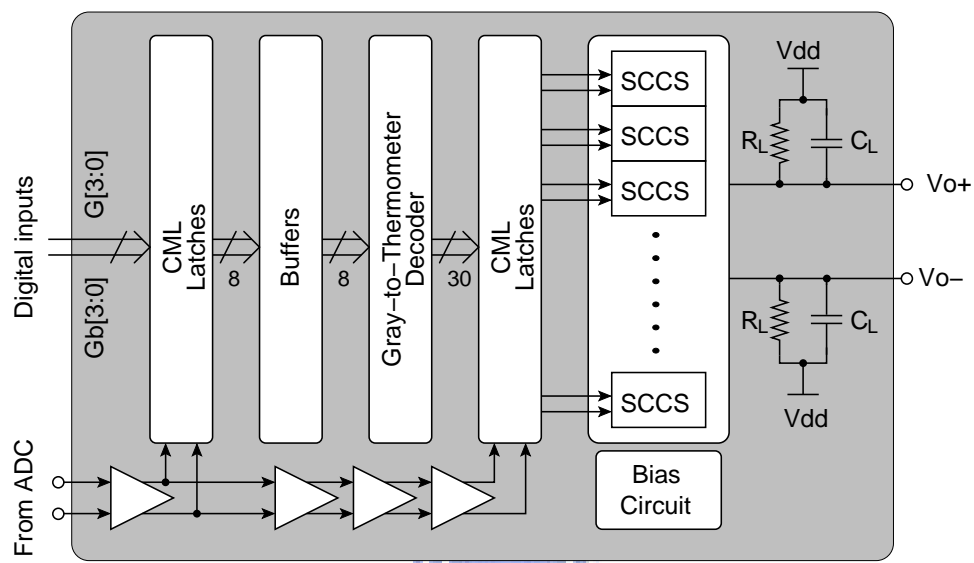 Digital inputs
G[3:0]
Gb[3:0]
CML
Latches
8
Buffers
8
Gray-to-Thermometer
Decoder
30
CML
Latches
SCCS
SCCS
SCCS
SCCS
Vdd
RL
CL
Vo+
Vo-
RL
CL
Vdd
From ADC
Bias
Circuit